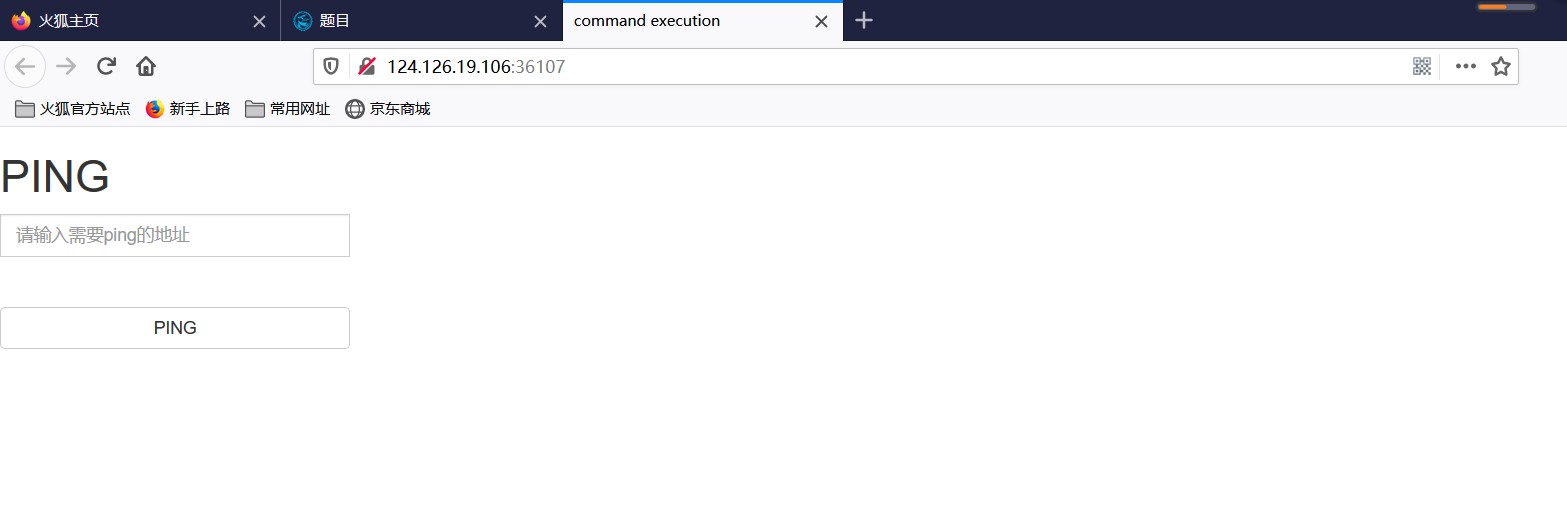 火狐主页
题目
command execution
124.126.19.106:36107
火狐官方站点
新手上路
常用网址
京东商城
PING
请输入需要ping的地址
PING